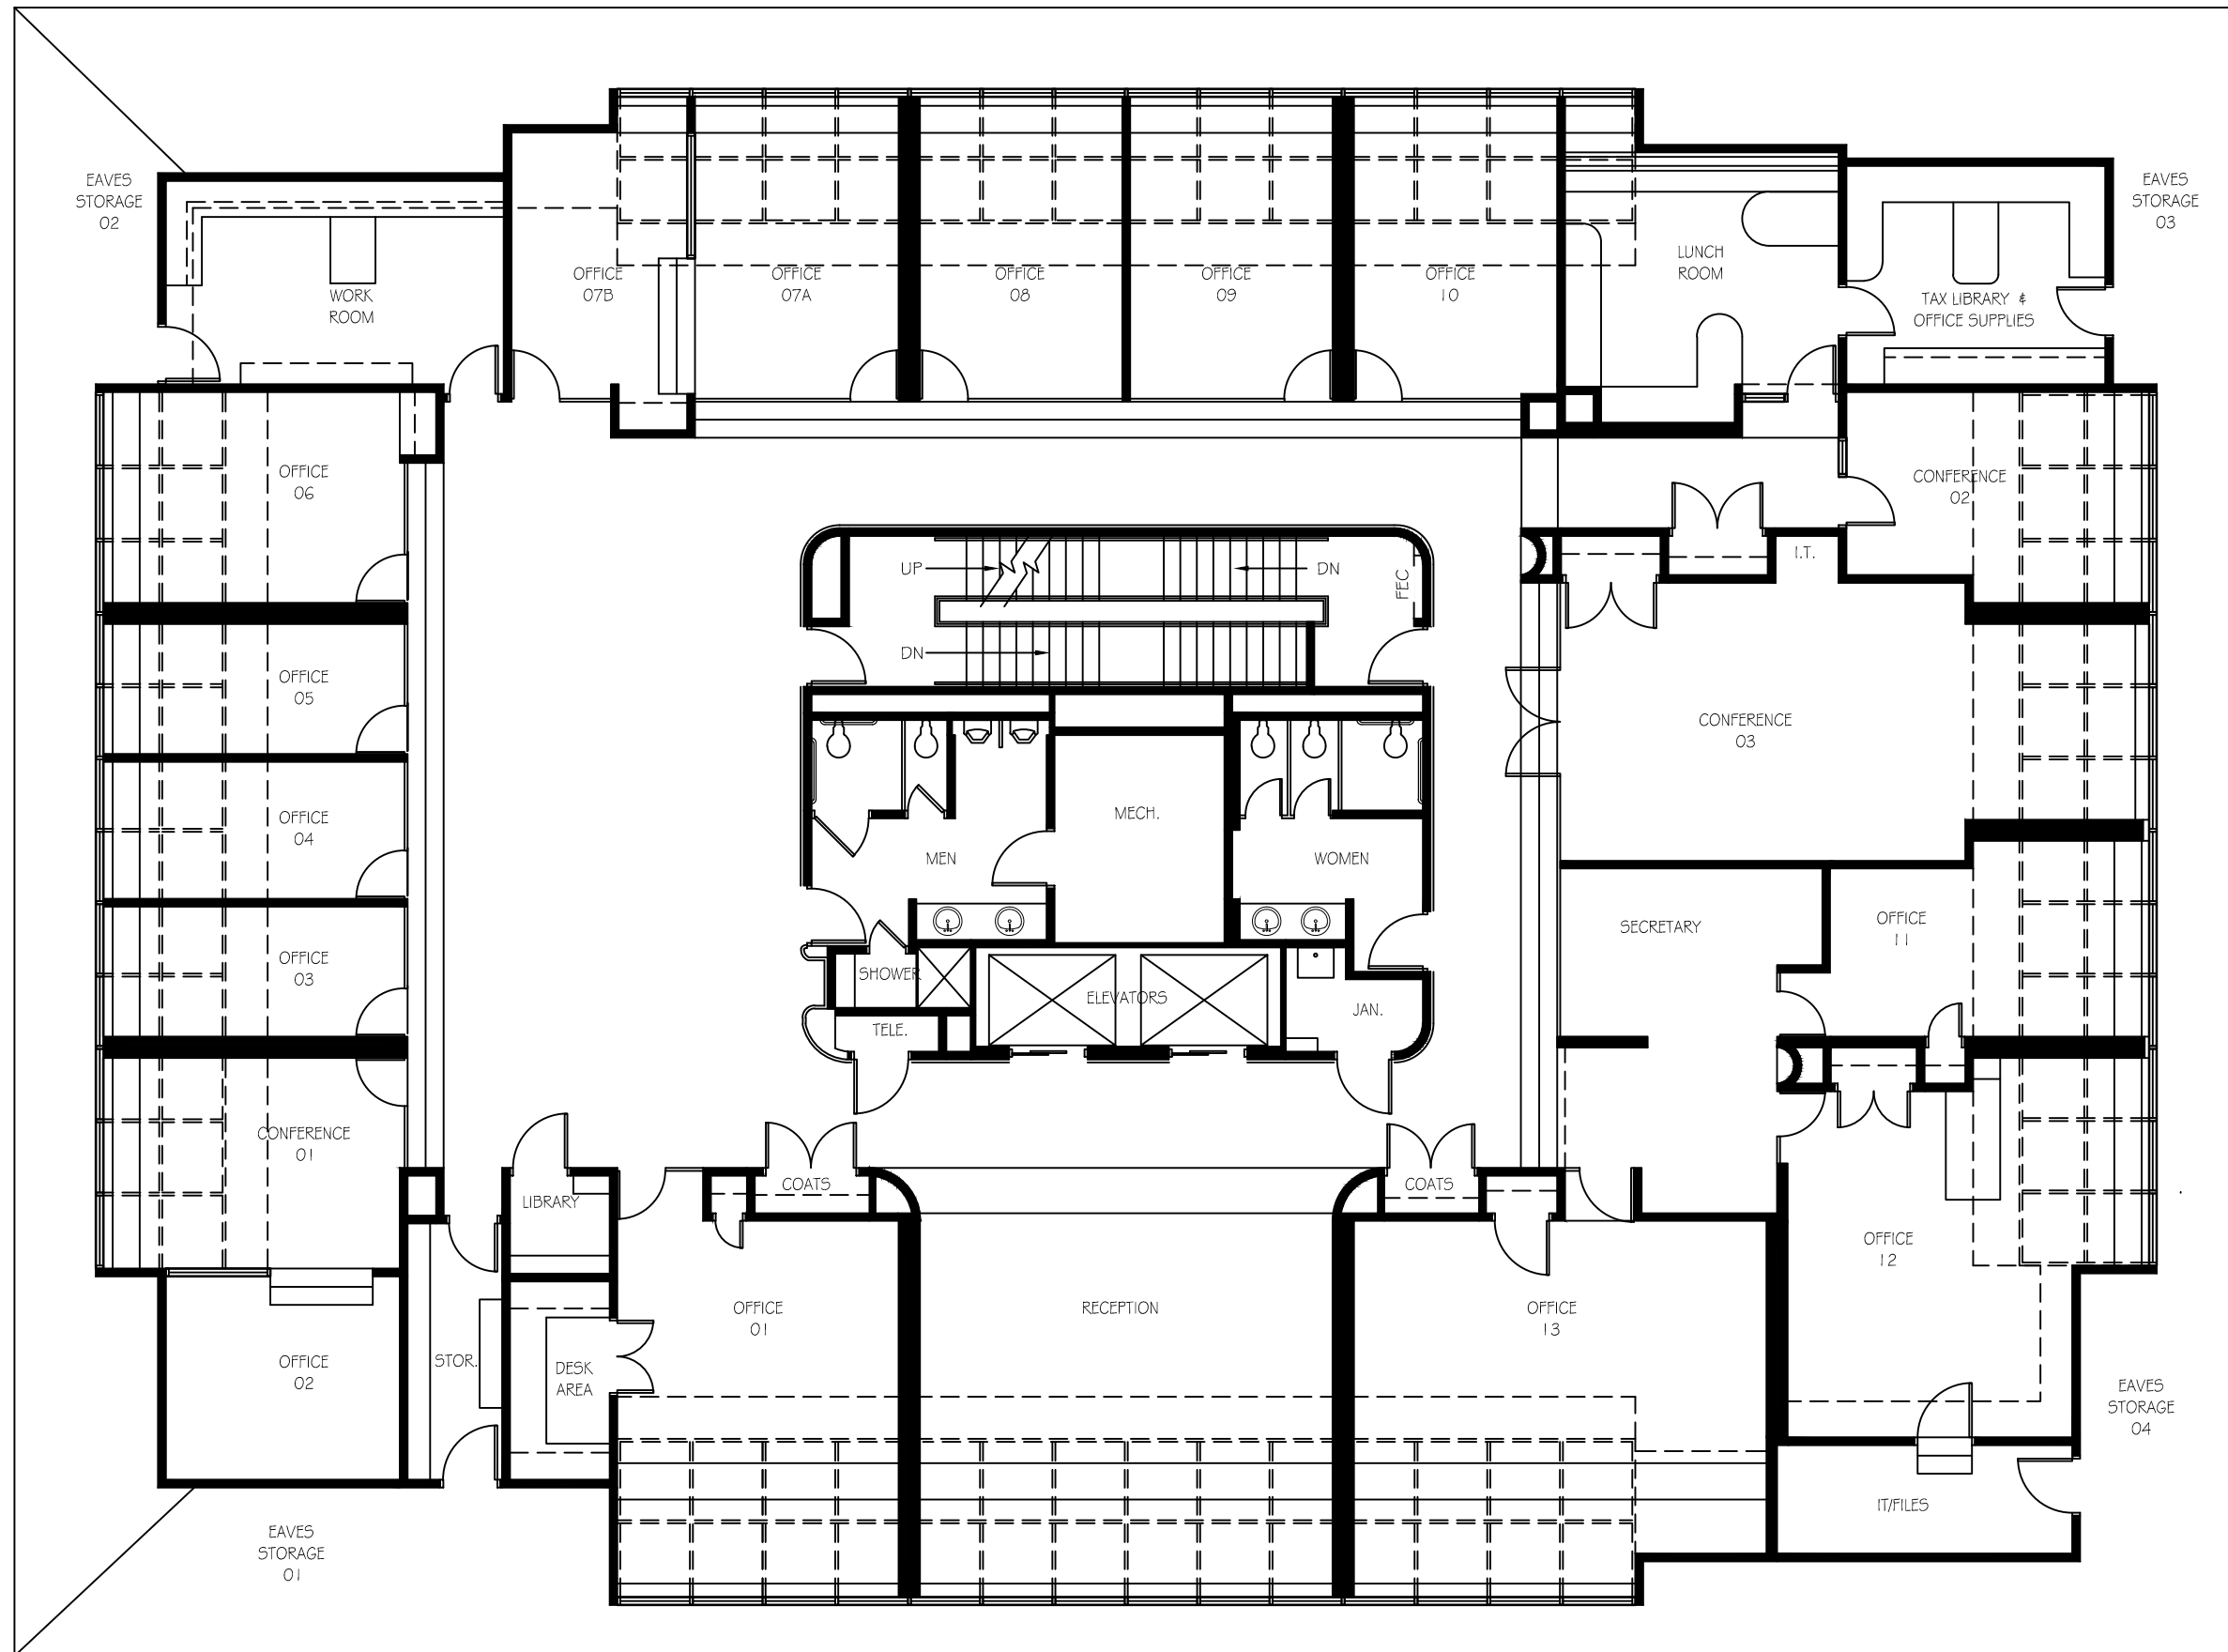 EAVES
STORAGE
02
WORK
ROOM
OFFICE
07B
OFFICE
07A
OFFICE
08
OFFICE
09
OFFICE
10
LUNCH
ROOM
TAX LIBRARY &
OFFICE SUPPLIES
EAVES
STORAGE
03
OFFICE
06
CONFERENCE
02
I.T.
UP
DN
FEC
DN
OFFICE
05
CONFERENCE
03
OFFICE
04
MECH.
MEN
WOMEN
OFFICE
03
SECRETARY
OFFICE
11
SHOWER
ELEVATORS
JAN.
TELE.
CONFERENCE
01
LIBRARY
COATS
COATS
OFFICE
12
OFFICE
01
RECEPTION
OFFICE
13
OFFICE
02
STOR.
DESK
AREA
EAVES
STORAGE
04
IT/FILES
EAVES
STORAGE
01